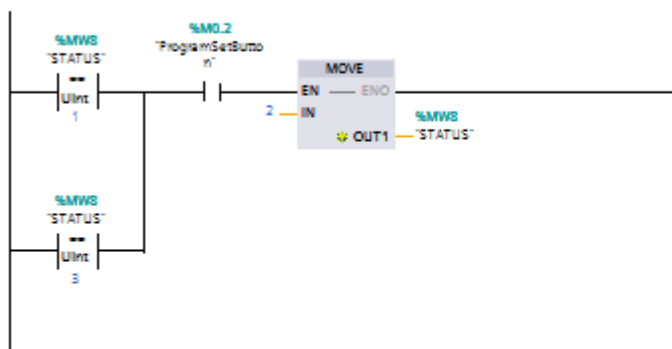 %MW8
"STATUS"
==
UInt
1
%M0.2
"ProgramSetButto
n"
MOVE
EN ENO
2 IN
OUT1
%MW8
"STATUS"
%MW8
"STATUS"
==
UInt
3